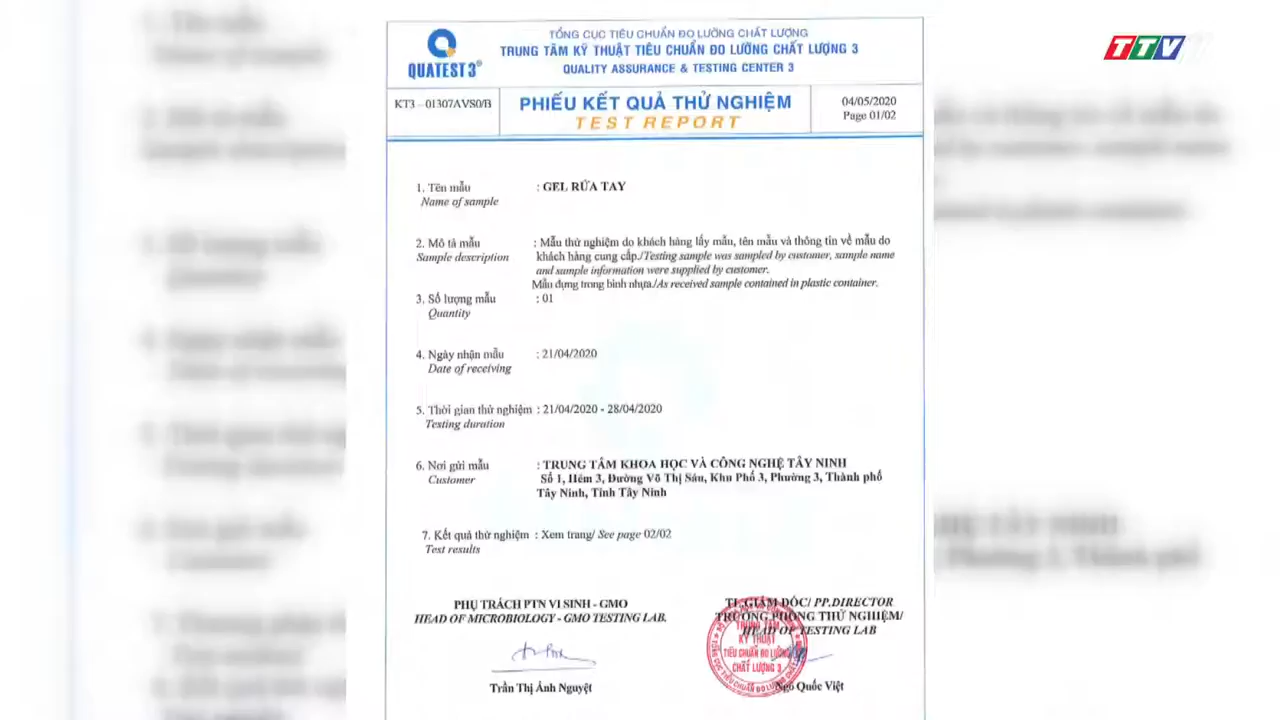 TTV
QUATEST 3®
TỔNG CỤC TIÊU CHUẨN ĐO LƯỜNG CHẤT LƯỢNG
TRUNG TÂM KỸ THUẬT TIÊU CHUẨN ĐO LƯỜNG CHẤT LƯỢNG 3
QUALITY ASSURANCE & TESTING CENTER 3
KT3 - 01307AVS0/B
PHIẾU KẾT QUẢ THỬ NGHIỆM
TEST REPORT
04/05/2020
Page 01/02
1. Tên mẫu : GEL RỬA TAY
Name of sample
2. Mô tả mẫu : Mẫu thử nghiệm do khách hàng lấy mẫu, tên mẫu và thông tin về mẫu do
Sample description khách hàng cung cấp./Testing sample was sampled by customer, sample name
and sample information were supplied by customer.
Mẫu đựng trong bình nhựa./As received sample contained in plastic container.
3. Số lượng mẫu : 01
Quantity
4. Ngày nhận mẫu : 21/04/2020
Date of receiving
5. Thời gian thử nghiệm : 21/04/2020 - 28/04/2020
Testing duration
6. Nơi gửi mẫu : TRUNG TÂM KHOA HỌC VÀ CÔNG NGHỆ TÂY NINH
Customer Số 1, Hẻm 3, Đường Võ Thị Sáu, Khu Phố 3, Phường 3, Thành phố
Tây Ninh, Tỉnh Tây Ninh
7. Kết quả thử nghiệm : Xem trang/ See page 02/02
Test results
PHỤ TRÁCH PTN VI SINH - GMO
HEAD OF MICROBIOLOGY - GMO TESTING LAB.
Trần Thị Ánh Nguyệt
TL.GIÁM ĐỐC/ PP.DIRECTOR
TRƯỞNG PHÒNG THỬ NGHIỆM/
HEAD OF TESTING LAB
TRUNG TÂM
KỸ THUẬT
TIÊU CHUẨN ĐO LƯỜNG
CHẤT LƯỢNG 3
Ngô Quốc Việt